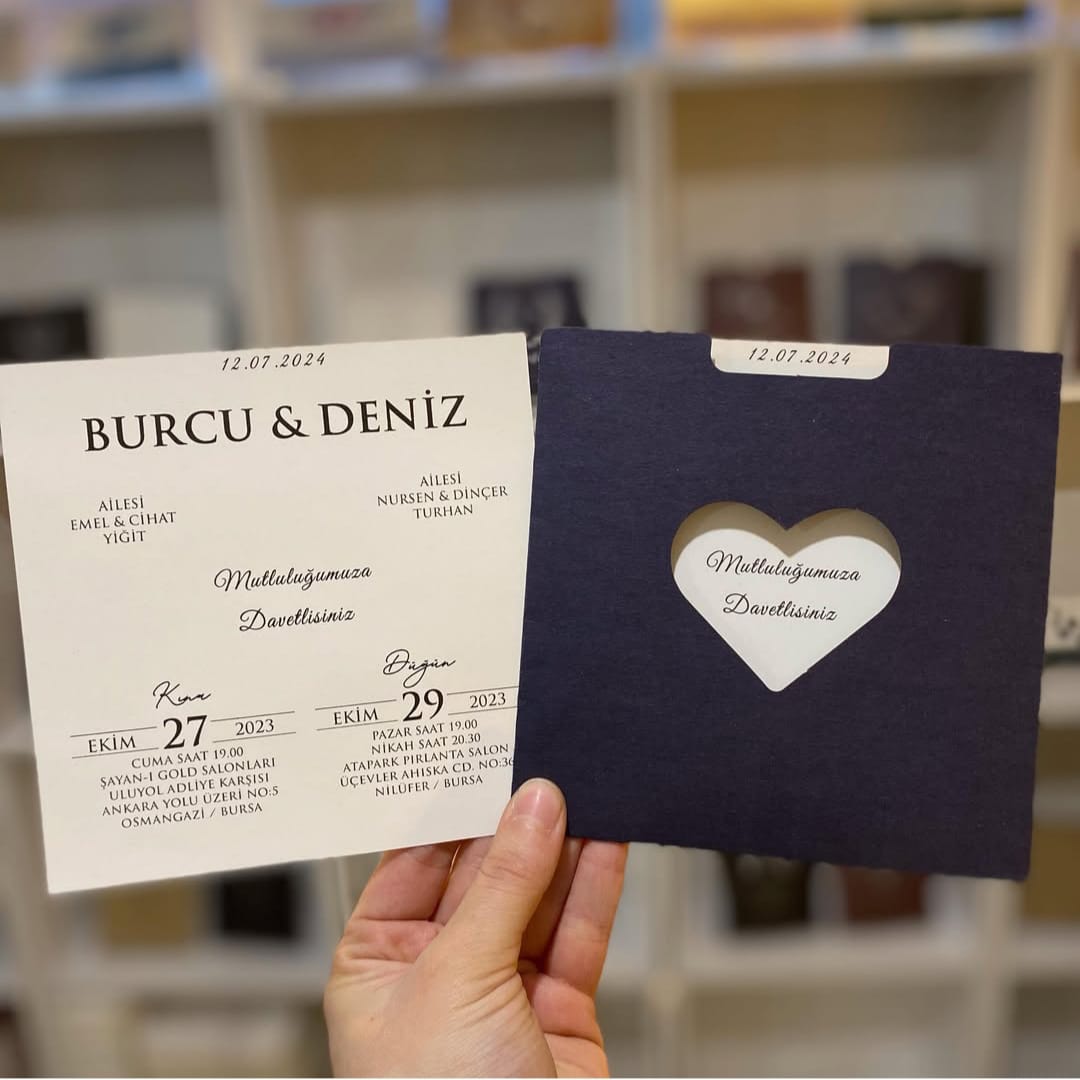 12.07.2024
BURCU & DENİZ
AİLESİ
EMEL & CİHAT
YİĞİT
AİLESİ
NURSEN & DİNÇER
TURHAN
Mutluluğumuza
Davetlisiniz
Kına
EKİM 27 2023
CUMA SAAT 19.00
ŞAYAN-I GOLD SALONLARI
ULUYOL ADLİYE KARŞISI
ANKARA YOLU ÜZERİ NO:5
OSMANGAZİ / BURSA
Düğün
EKİM 29 2023
PAZAR SAAT 19.00
NİKAH SAAT 20.30
ATAPARK PIRLANTA SALON
ÜÇEVLER AHISKA CD. NO:36
NİLÜFER / BURSA
12.07.2024
Mutluluğumuza
Davetlisiniz